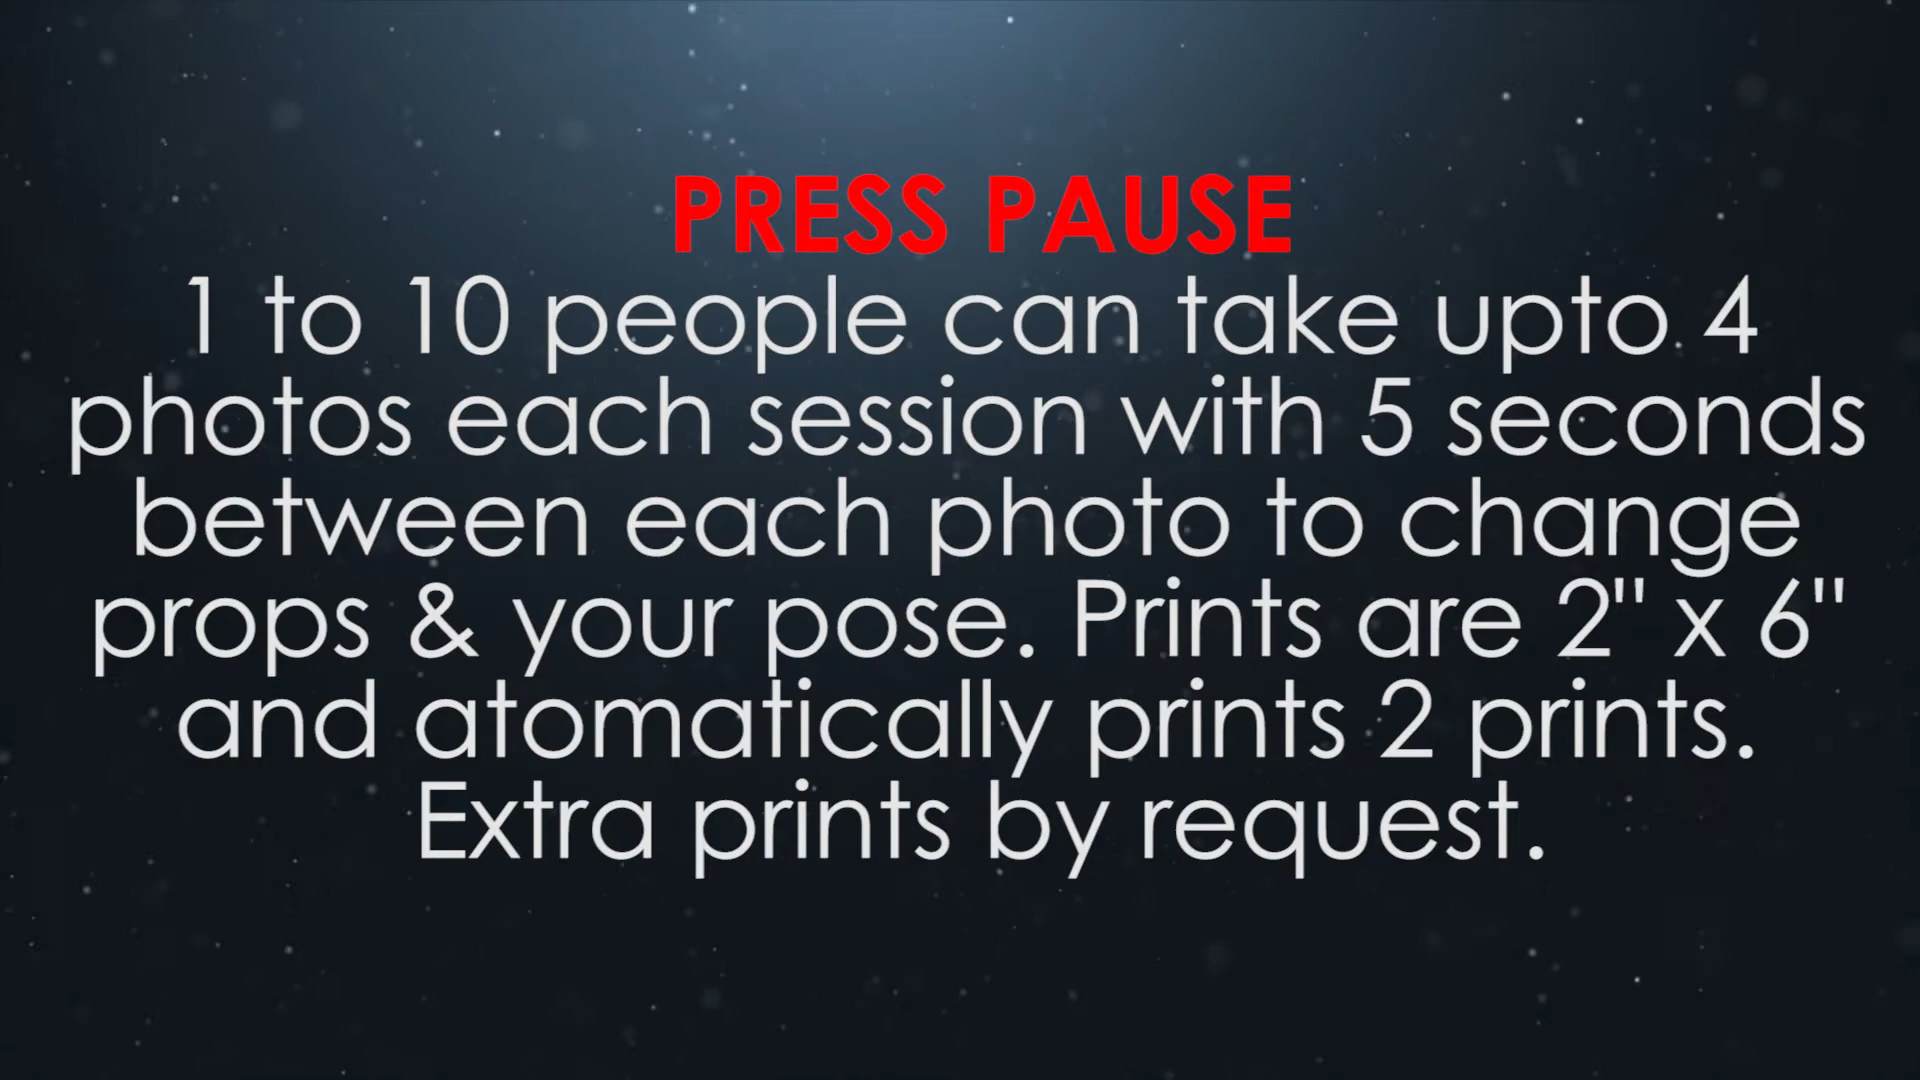 PRESS PAUSE
1 to 10 people can take upto 4
photos each session with 5 seconds
between each photo to change
props & your pose. Prints are 2" x 6"
and atomatically prints 2 prints.
Extra prints by request.